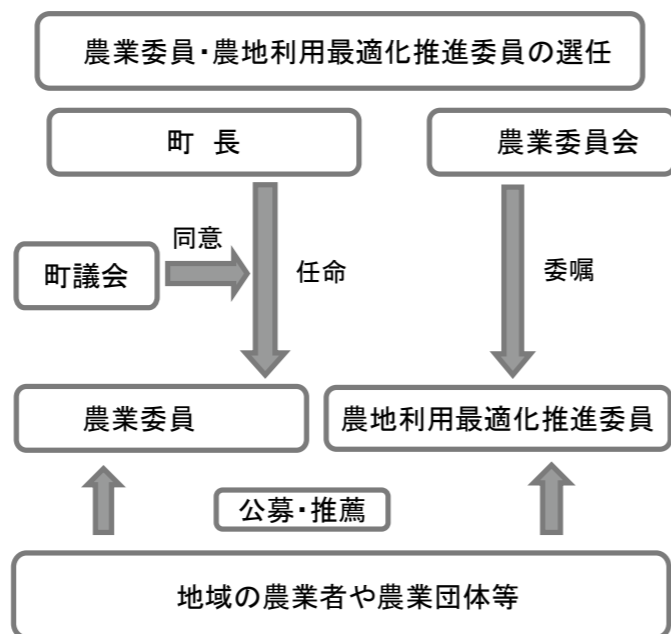 農業委員・農地利用最適化推進委員の選任
町 長
農業委員会
同意
町議会
任命
委嘱
農業委員
農地利用最適化推進委員
公募・推薦
地域の農業者や農業団体等